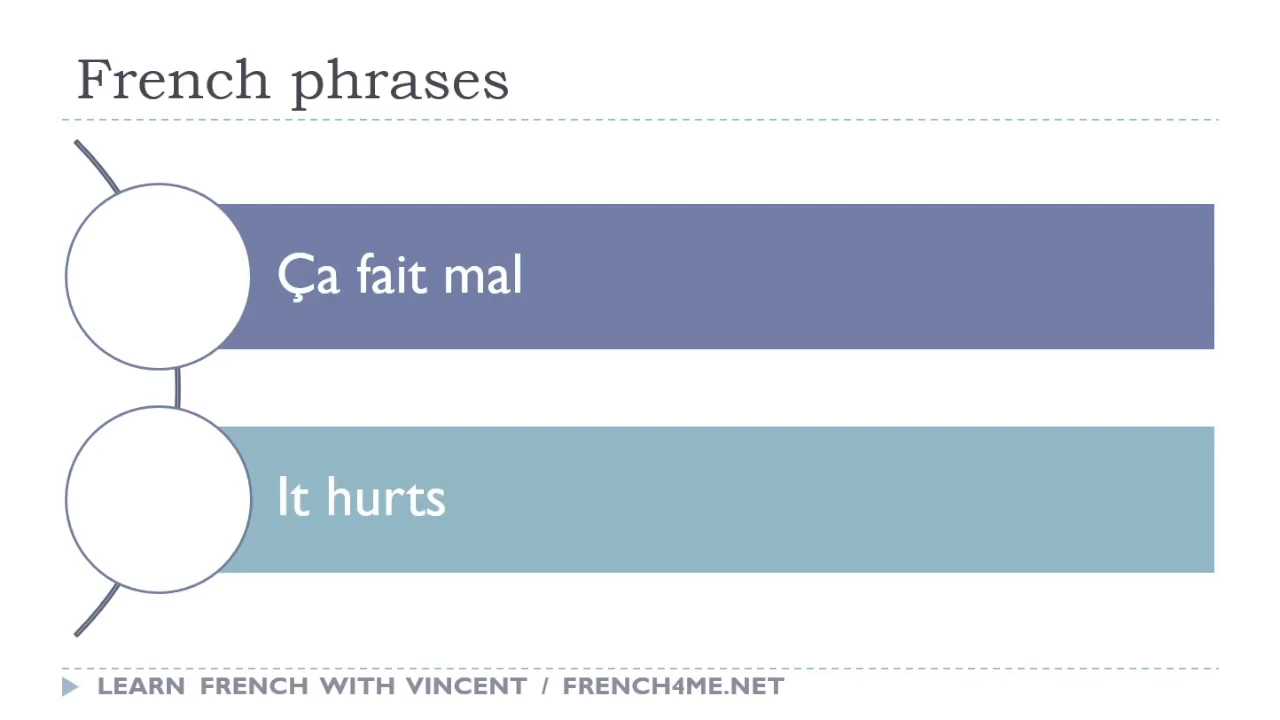 French phrases
Ça fait mal
It hurts
LEARN FRENCH WITH VINCENT / FRENCH4ME.NET